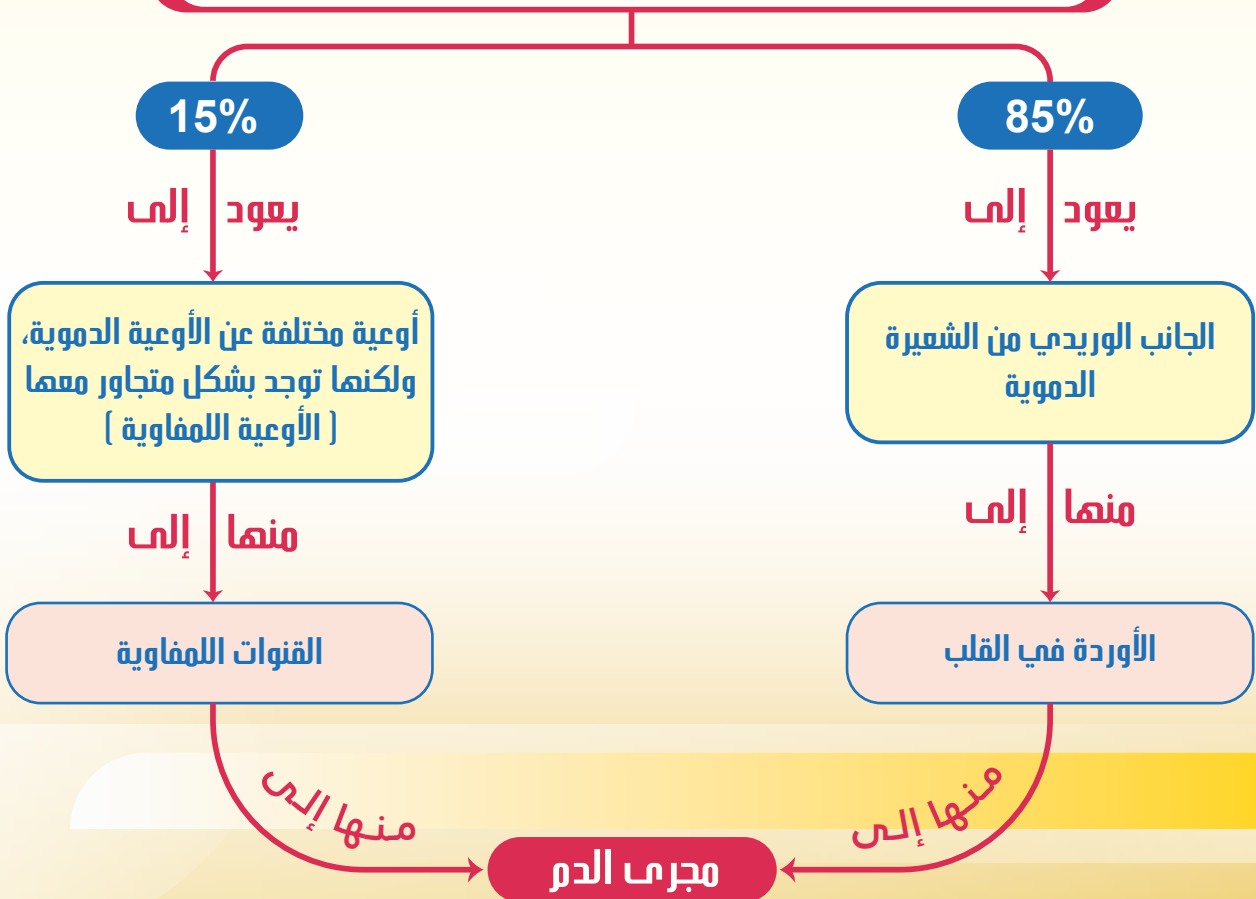 85%
يعود إلى
الجانب الوريدي من الشعيرة
الدموية
منها إلى
الأوردة في القلب
منها إلى
15%
يعود إلى
أوعية مختلفة عن الأوعية الدموية،
ولكنها توجد بشكل متجاور معها
( الأوعية اللمفاوية )
منها إلى
القنوات اللمفاوية
منها إلى
مجرى الدم